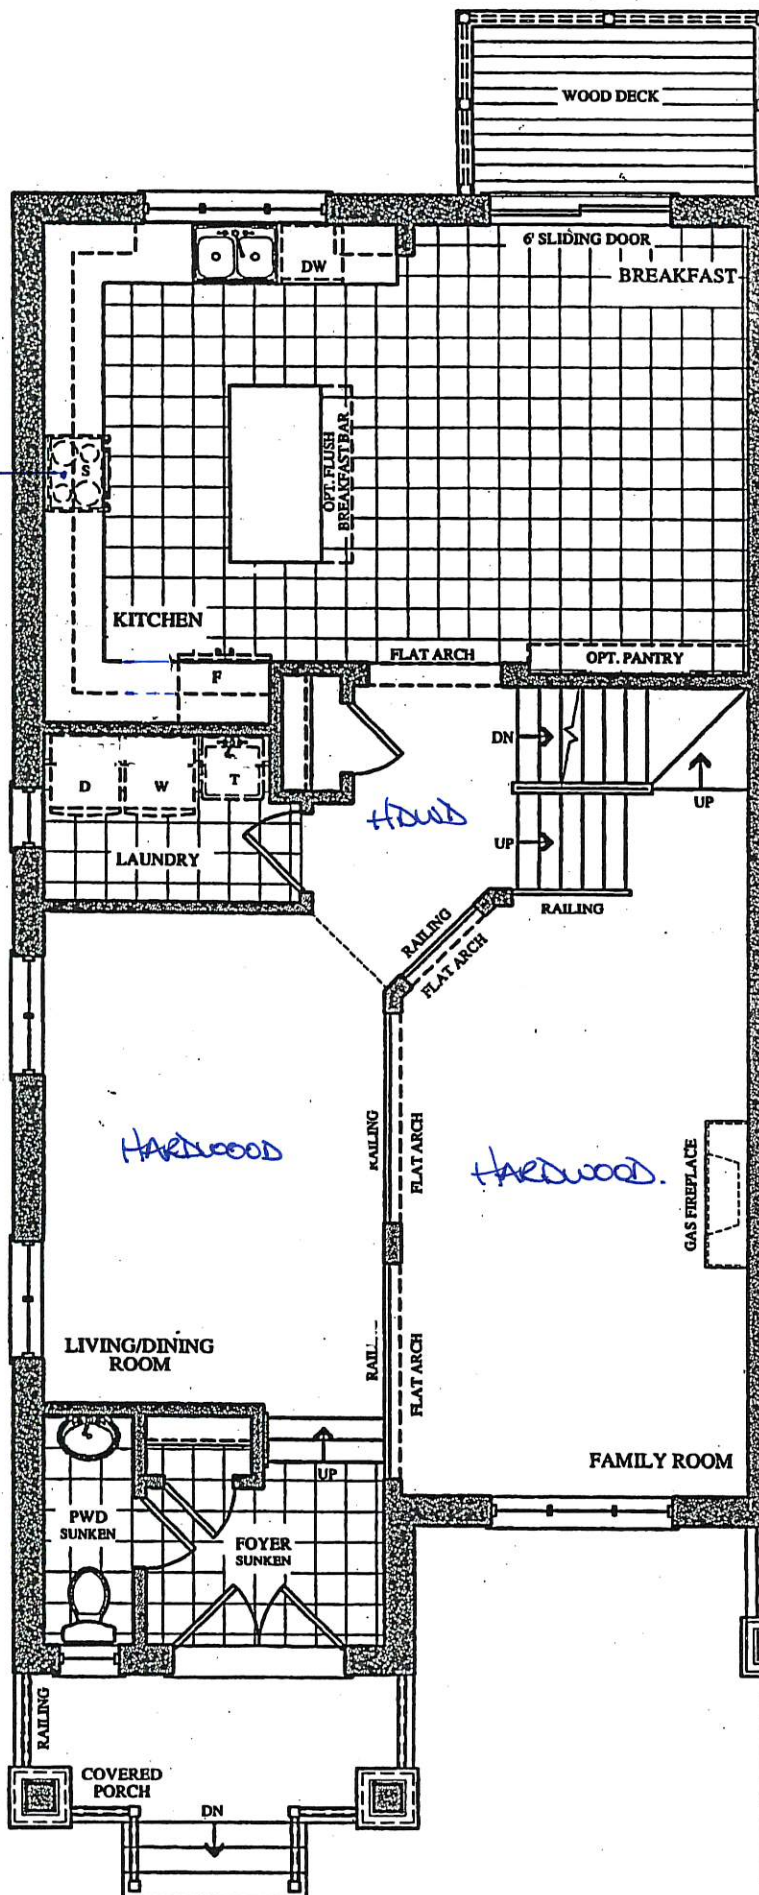 WOOD DECK
6' SLIDING DOOR
BREAKFAST
DW
S
OPT. FLUSH
BREAKFAST BAR
KITCHEN
FLAT ARCH
OPT. PANTRY
F
DN
D
W
T
HDWD
UP
UP
LAUNDRY
RAILING
RAILING
FLAT ARCH
RAILING
FLAT ARCH
HARDWOOD
HARDWOOD.
GAS FIREPLACE
LIVING/DINING
ROOM
FLAT ARCH
FAMILY ROOM
UP
PWD
SUNKEN
FOYER
SUNKEN
RAILING
COVERED
PORCH
DN